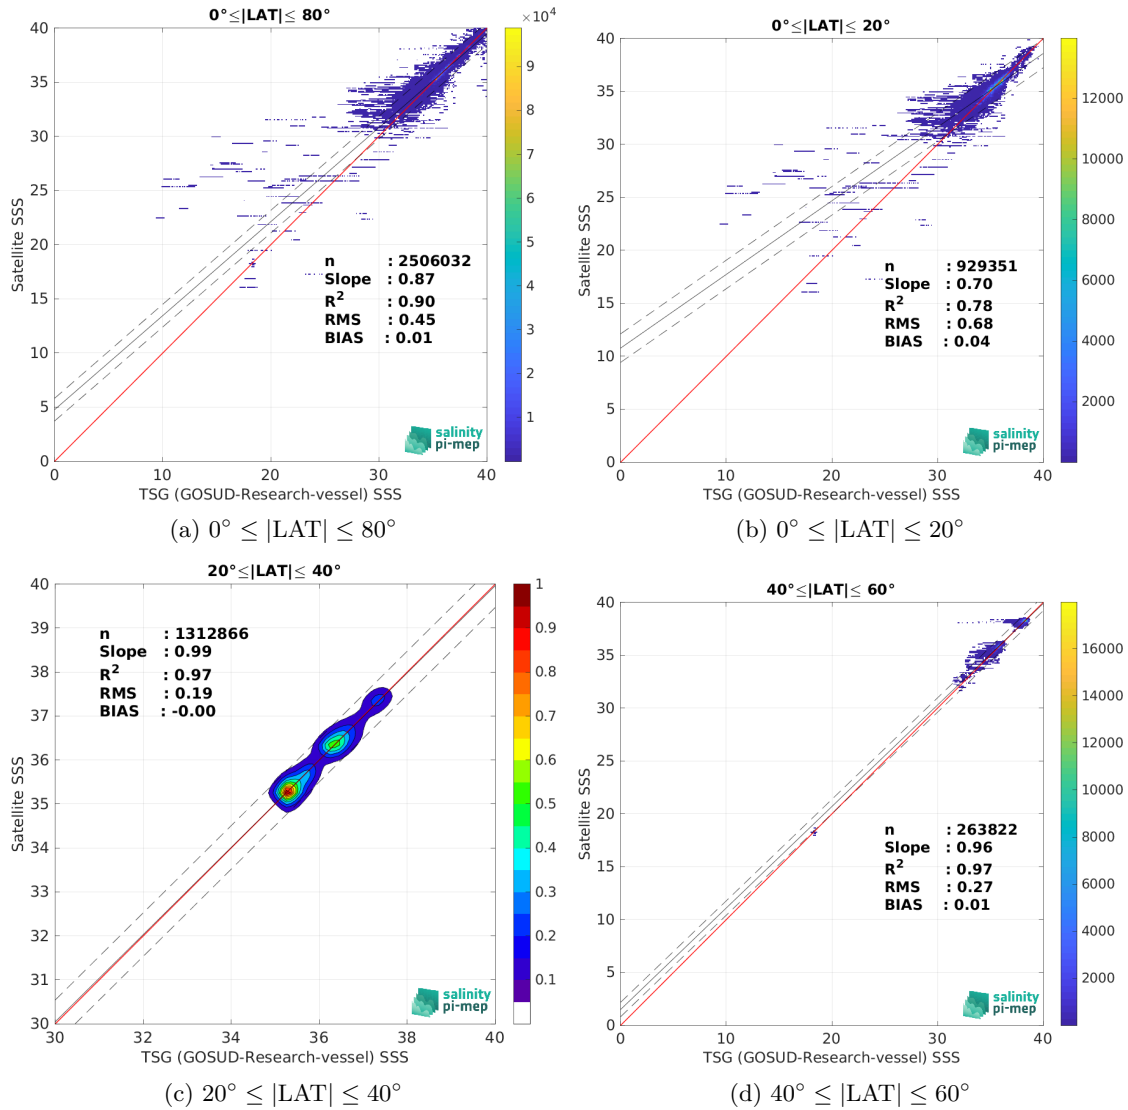 0°≤|LAT|≤ 80°
×10⁴
40
35
30
25
20
15
10
5
0
0
10
20
30
40
9
8
7
6
5
4
3
2
1
Satellite SSS
TSG (GOSUD-Research-vessel) SSS
n : 2506032
Slope : 0.87
R² : 0.90
RMS : 0.45
BIAS : 0.01
salinity
pi-mep
(a) 0° ≤ |LAT| ≤ 80°
0°≤|LAT|≤ 20°
40
35
30
25
20
15
10
5
0
0
10
20
30
40
12000
10000
8000
6000
4000
2000
Satellite SSS
TSG (GOSUD-Research-vessel) SSS
n : 929351
Slope : 0.70
R² : 0.78
RMS : 0.68
BIAS : 0.04
salinity
pi-mep
(b) 0° ≤ |LAT| ≤ 20°
20°≤|LAT|≤ 40°
40
39
38
37
36
35
34
33
32
31
30
30
32
34
36
38
40
1
0.9
0.8
0.7
0.6
0.5
0.4
0.3
0.2
0.1
Satellite SSS
TSG (GOSUD-Research-vessel) SSS
n : 1312866
Slope : 0.99
R² : 0.97
RMS : 0.19
BIAS : -0.00
salinity
pi-mep
(c) 20° ≤ |LAT| ≤ 40°
40°≤|LAT|≤ 60°
40
35
30
25
20
15
10
5
0
0
10
20
30
40
16000
14000
12000
10000
8000
6000
4000
2000
0
Satellite SSS
TSG (GOSUD-Research-vessel) SSS
n : 263822
Slope : 0.96
R² : 0.97
RMS : 0.27
BIAS : 0.01
salinity
pi-mep
(d) 40° ≤ |LAT| ≤ 60°